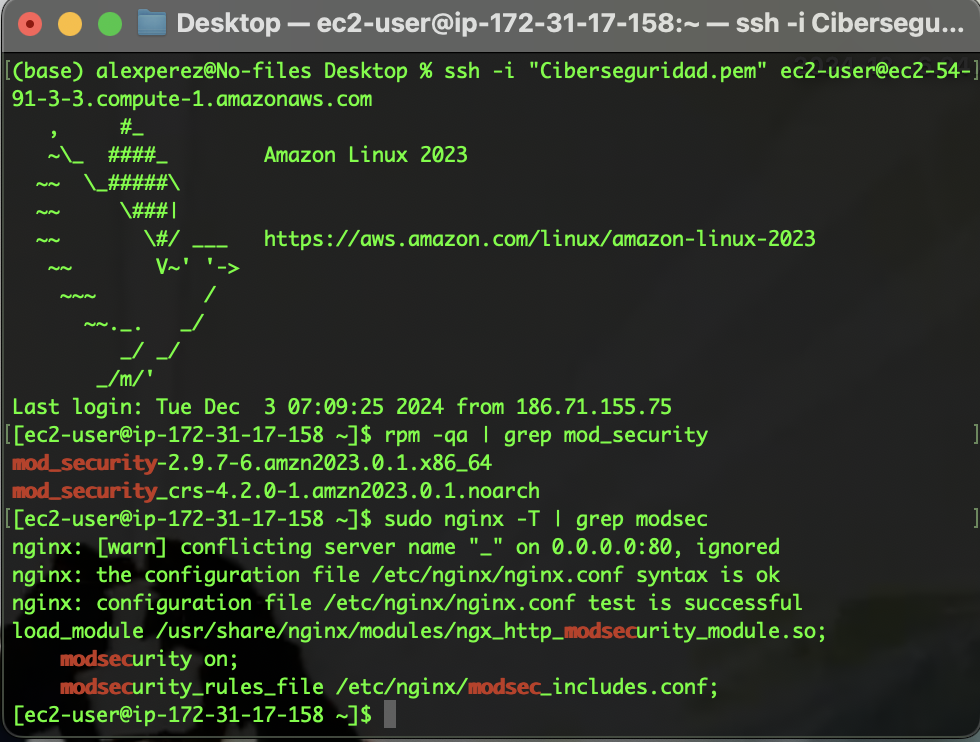 Desktop — ec2-user@ip-172-31-17-158:~ — ssh -i Cibersegu...
[(base) alexperez@No-files Desktop % ssh -i "Ciberseguridad.pem" ec2-user@ec2-54-]
91-3-3.compute-1.amazonaws.com
   ,     #_
   ~\_  ####_        Amazon Linux 2023
  ~~  \_#####\
  ~~     \###|
  ~~       \#/ ___   https://aws.amazon.com/linux/amazon-linux-2023
   ~~       V~' '->
    ~~~         /
      ~~._.   _/
         _/ _/
       _/m/'
Last login: Tue Dec  3 07:09:25 2024 from 186.71.155.75
[[ec2-user@ip-172-31-17-158 ~]$ rpm -qa | grep mod_security ]
mod_security-2.9.7-6.amzn2023.0.1.x86_64
mod_security_crs-4.2.0-1.amzn2023.0.1.noarch
[[ec2-user@ip-172-31-17-158 ~]$ sudo nginx -T | grep modsec ]
nginx: [warn] conflicting server name "_" on 0.0.0.0:80, ignored
nginx: the configuration file /etc/nginx/nginx.conf syntax is ok
nginx: configuration file /etc/nginx/nginx.conf test is successful
load_module /usr/share/nginx/modules/ngx_http_modsecurity_module.so;
    modsecurity on;
    modsecurity_rules_file /etc/nginx/modsec_includes.conf;
[ec2-user@ip-172-31-17-158 ~]$